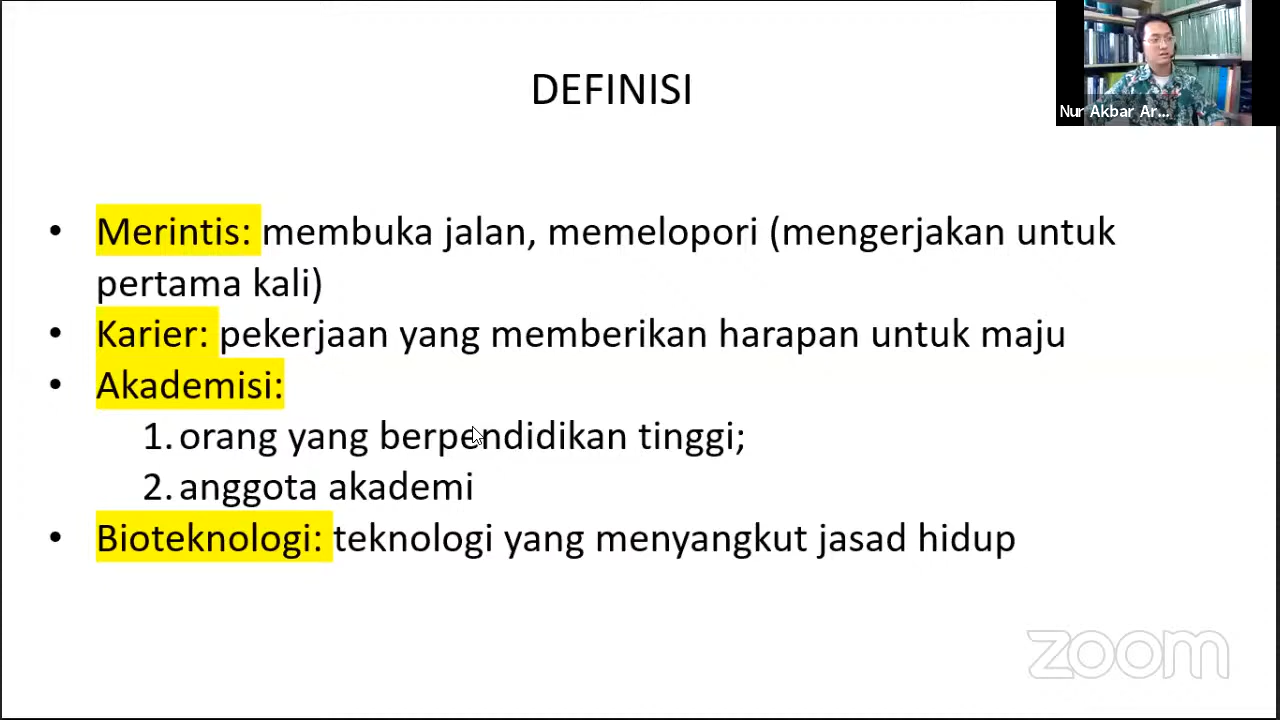 DEFINISI
Nur Akbar Ar...
• Merintis: membuka jalan, memelopori (mengerjakan untuk
pertama kali)
• Karier: pekerjaan yang memberikan harapan untuk maju
• Akademisi:
1. orang yang berpendidikan tinggi;
2. anggota akademi
• Bioteknologi: teknologi yang menyangkut jasad hidup
zoom